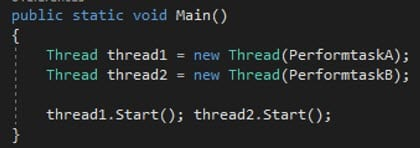 public static void Main()
{
Thread thread1 = new Thread(PerformtaskA);
Thread thread2 = new Thread(PerformtaskB);
thread1.Start(); thread2.Start();
}